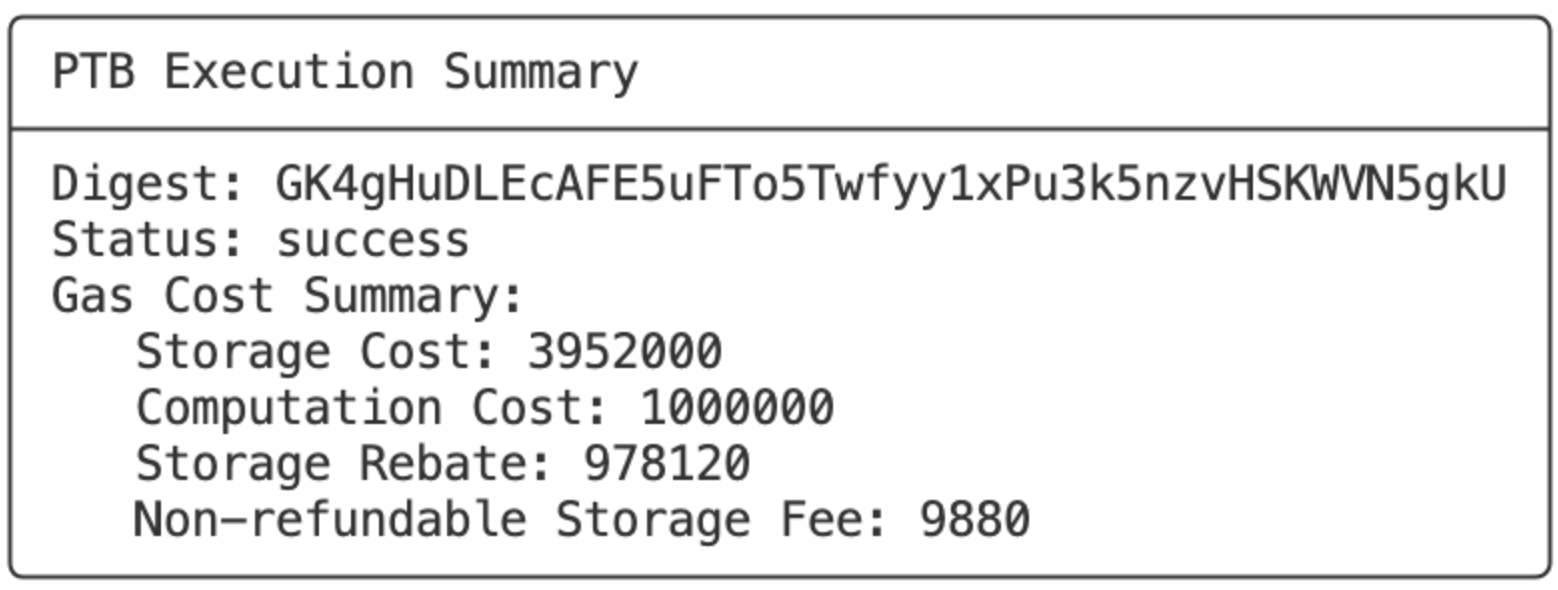 PTB Execution Summary
Digest: GK4gHuDLEcAFE5uFTo5Twfyy1xPu3k5nzvHSKWVN5gkU
Status: success
Gas Cost Summary:
Storage Cost: 3952000
Computation Cost: 1000000
Storage Rebate: 978120
Non-refundable Storage Fee: 9880